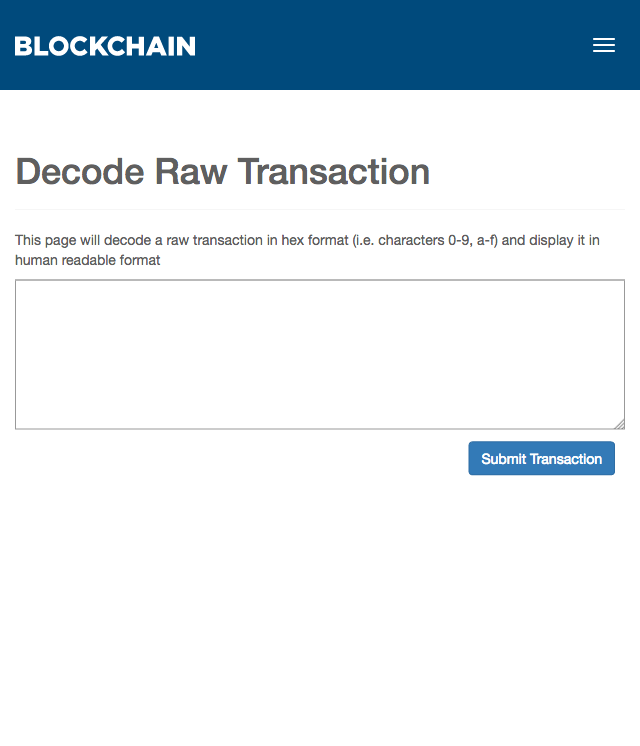 BLOCKCHAIN
Decode Raw Transaction
This page will decode a raw transaction in hex format (i.e. characters 0-9, a-f) and display it in
human readable format
Submit Transaction